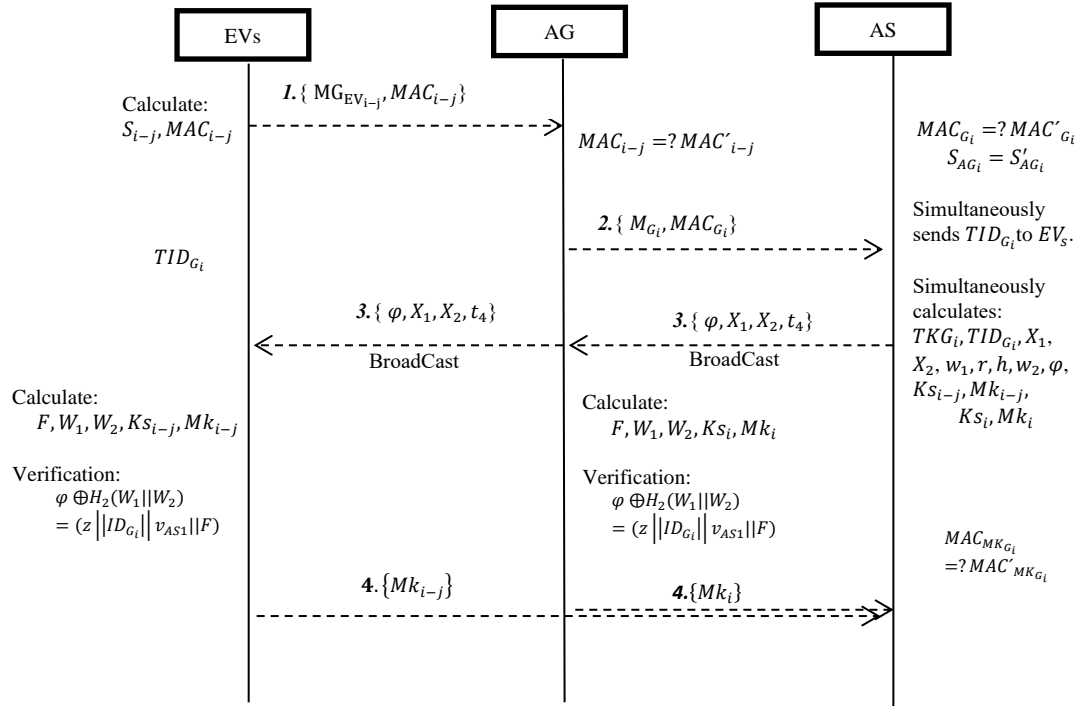 EVs
AG
AS
1.{ MG_{EV_{i−j}}, MAC_{i−j}}
Calculate:
S_{i−j}, MAC_{i−j}
MAC_{i−j} =? MAC′_{i−j}
MAC_{G_i} =? MAC′_{G_i}
S_{AG_i} = S′_{AG_i}
2.{ M_{G_i}, MAC_{G_i}}
Simultaneously
sends TID_{G_i} to EV_s.
TID_{G_i}
3.{ φ, X_1, X_2, t_4}
BroadCast
3.{ φ, X_1, X_2, t_4}
BroadCast
Simultaneously
calculates:
TKG_i, TID_{G_i}, X_1,
X_2, w_1, r, h, w_2, φ,
Ks_{i−j}, Mk_{i−j},
Ks_i, Mk_i
Calculate:
F, W_1, W_2, Ks_{i−j}, Mk_{i−j}
Verification:
φ ⊕H_2(W_1||W_2)
= (z||ID_{G_i}||v_{AS1}||F)
Calculate:
F, W_1, W_2, Ks_i, Mk_i
Verification:
φ ⊕H_2(W_1||W_2)
= (z||ID_{G_i}||v_{AS1}||F)
MAC_{MK_{G_i}}
=? MAC′_{MK_{G_i}}
4.{Mk_{i−j}}
4.{Mk_i}